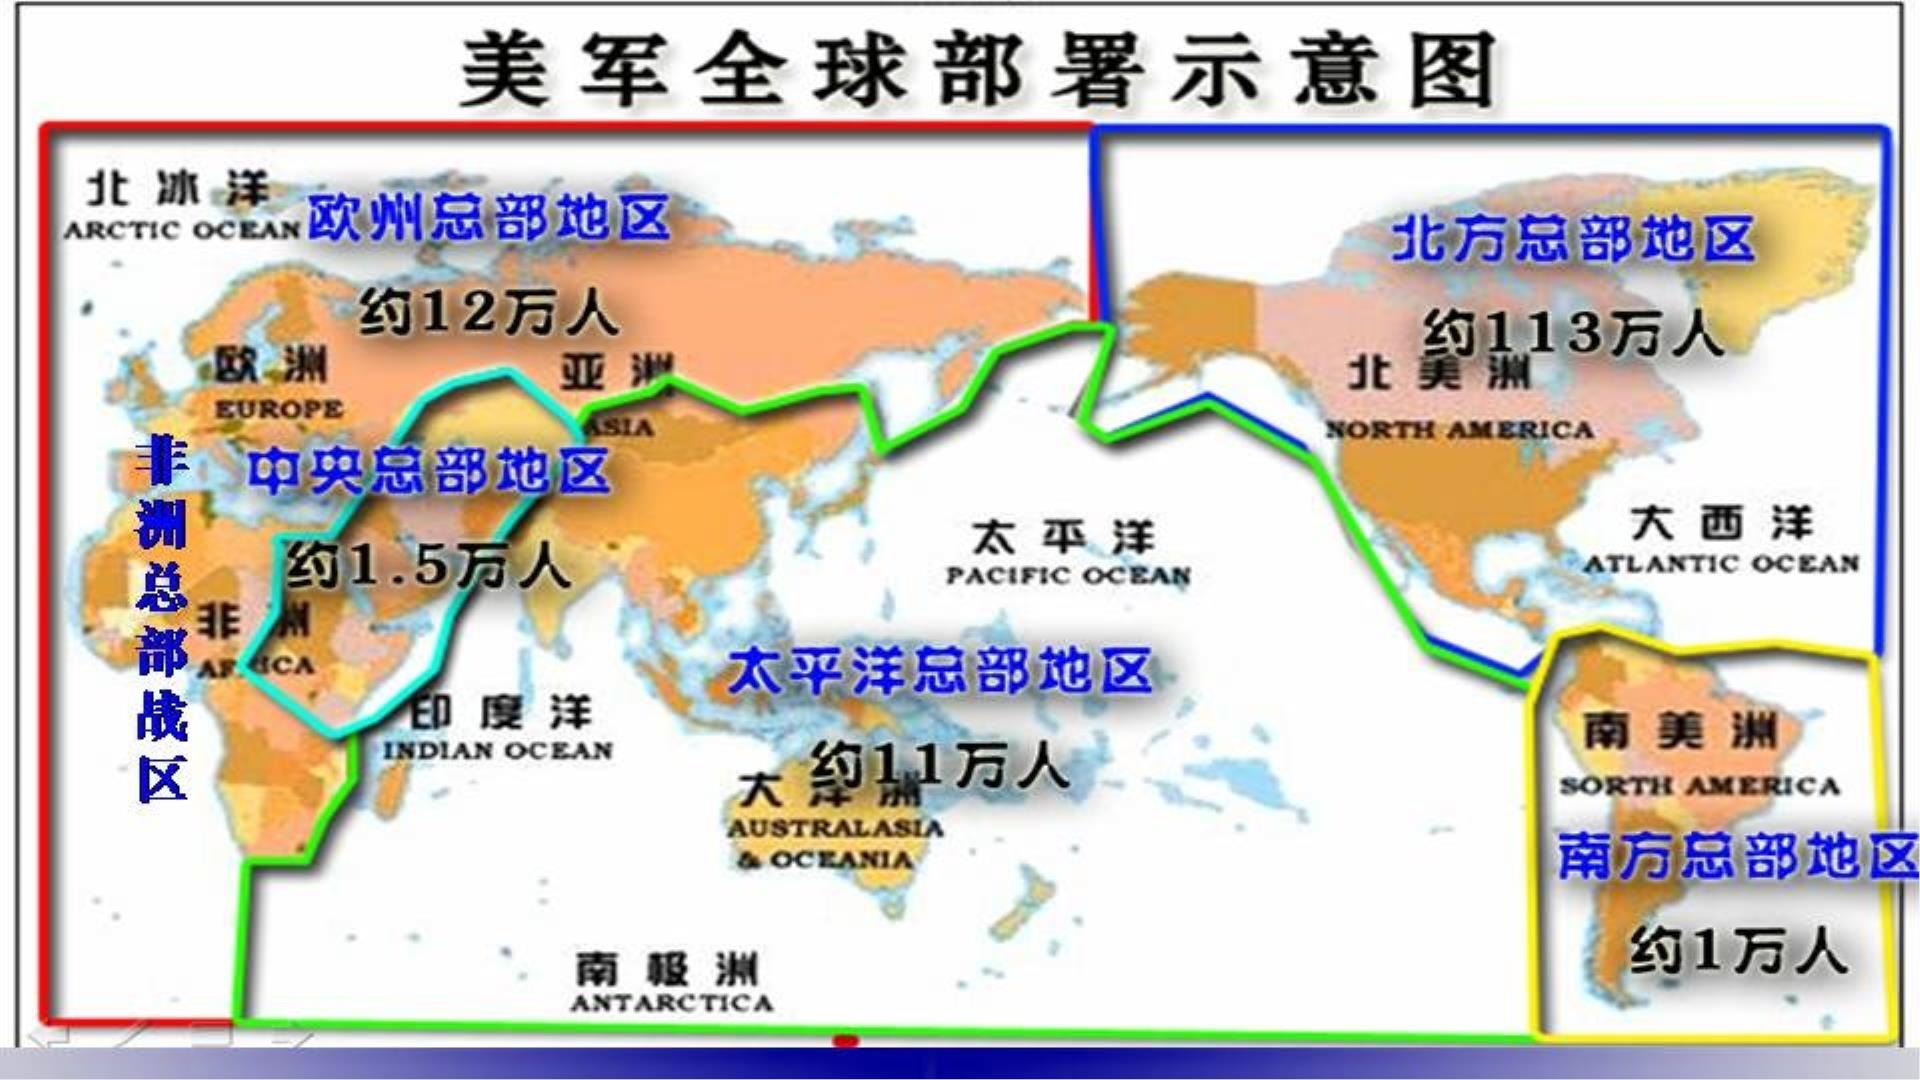 美军全球部署示意图
北冰洋
ARCTIC OCEAN
欧州总部地区
约12万人
北方总部地区
约113万人
欧洲
EUROPE
亚洲
ASIA
北美洲
NORTH AMERICA
中央总部地区
约1.5万人
非洲总部战区
非洲
AFRICA
太平洋
PACIFIC OCEAN
大西洋
ATLANTIC OCEAN
太平洋总部地区
约11万人
印度洋
INDIAN OCEAN
大洋洲
AUSTRALASIA
& OCEANIA
南美洲
SORTH AMERICA
南方总部地区
约1万人
南极洲
ANTARCTICA